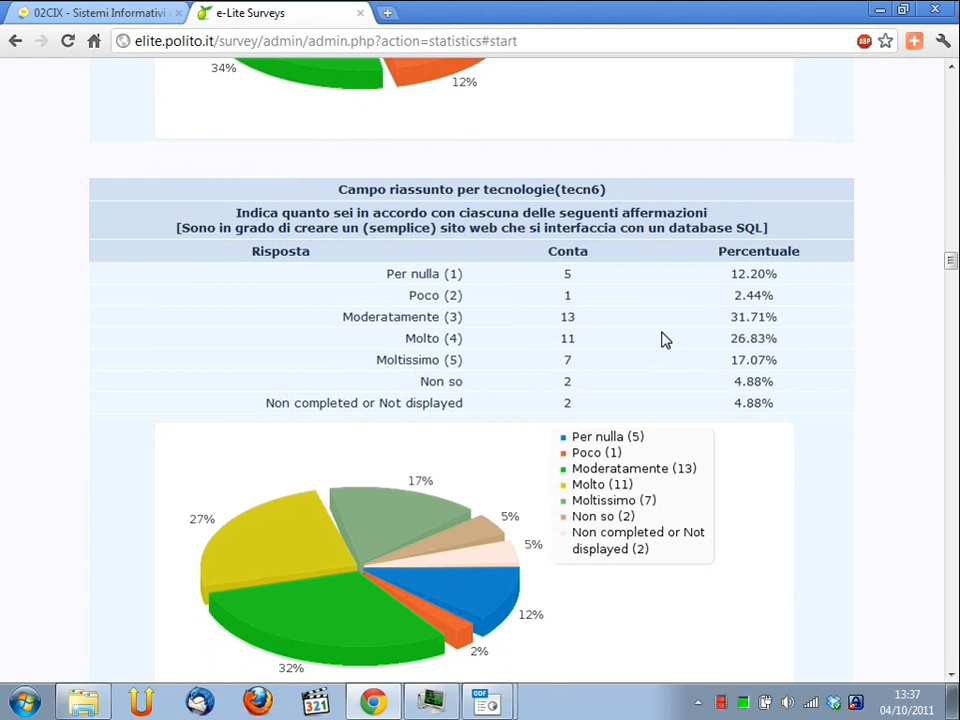 02CIX - Sistemi Informativi
e-Lite Surveys
elite.polito.it/survey/admin/admin.php?action=statistics#start
ABP
34%
12%
Campo riassunto per tecnologie(tecn6)
Indica quanto sei in accordo con ciascuna delle seguenti affermazioni
[Sono in grado di creare un (semplice) sito web che si interfaccia con un database SQL]
Risposta Conta Percentuale
Per nulla (1) 5 12.20%
Poco (2) 1 2.44%
Moderatamente (3) 13 31.71%
Molto (4) 11 26.83%
Moltissimo (5) 7 17.07%
Non so 2 4.88%
Non completed or Not displayed 2 4.88%
Per nulla (5)
Poco (1)
Moderatamente (13)
Molto (11)
Moltissimo (7)
Non so (2)
Non completed or Not
displayed (2)
17%
27%
5%
5%
12%
2%
32%
321
ODF
13:37
04/10/2011